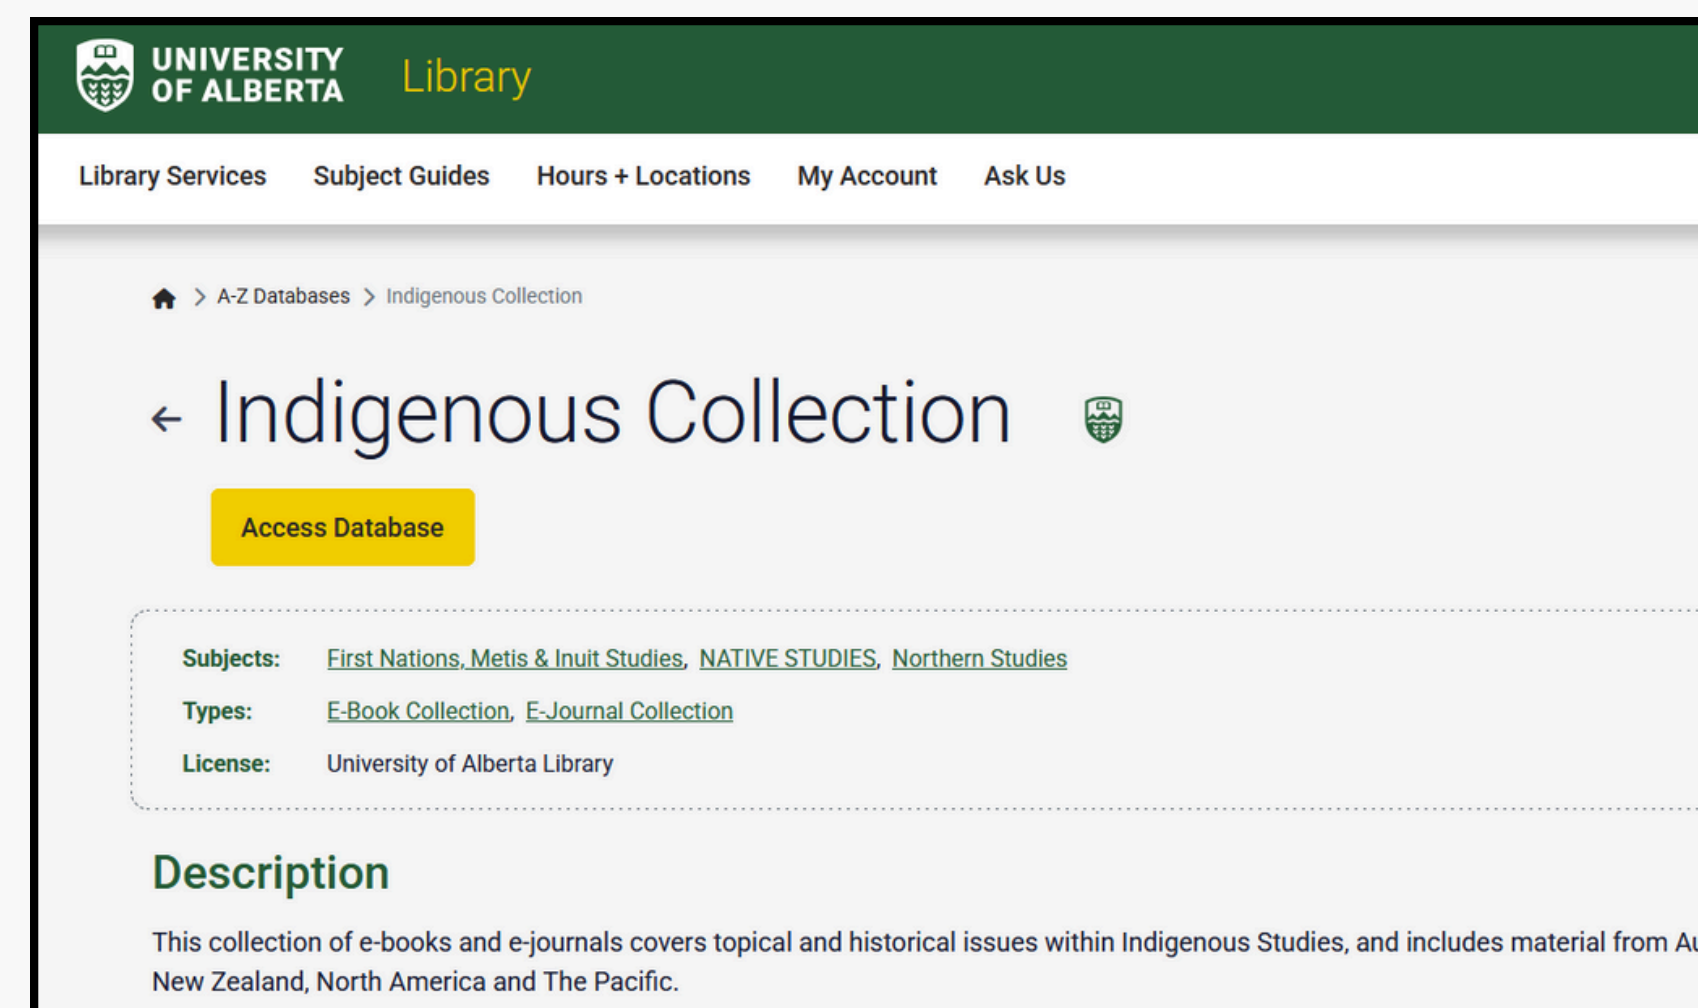 UNIVERSITY
OF ALBERTA
Library
Library Services Subject Guides Hours + Locations My Account Ask Us
A-Z Databases > Indigenous Collection
Indigenous Collection
Access Database
Subjects: First Nations, Metis & Inuit Studies, NATIVE STUDIES, Northern Studies
Types: E-Book Collection, E-Journal Collection
License: University of Alberta Library
Description
This collection of e-books and e-journals covers topical and historical issues within Indigenous Studies, and includes material from
New Zealand, North America and The Pacific.